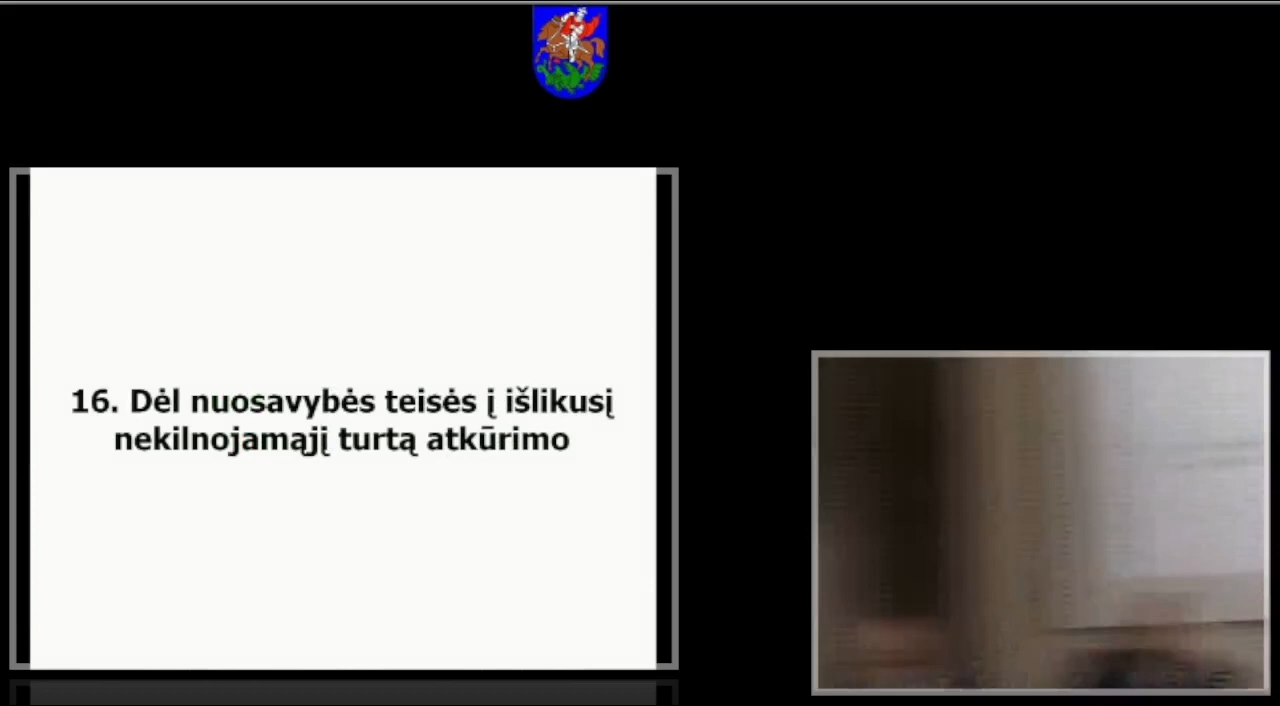 16. Dėl nuosavybės teisės į išlikusį
nekilnojamąjį turtą atkūrimo